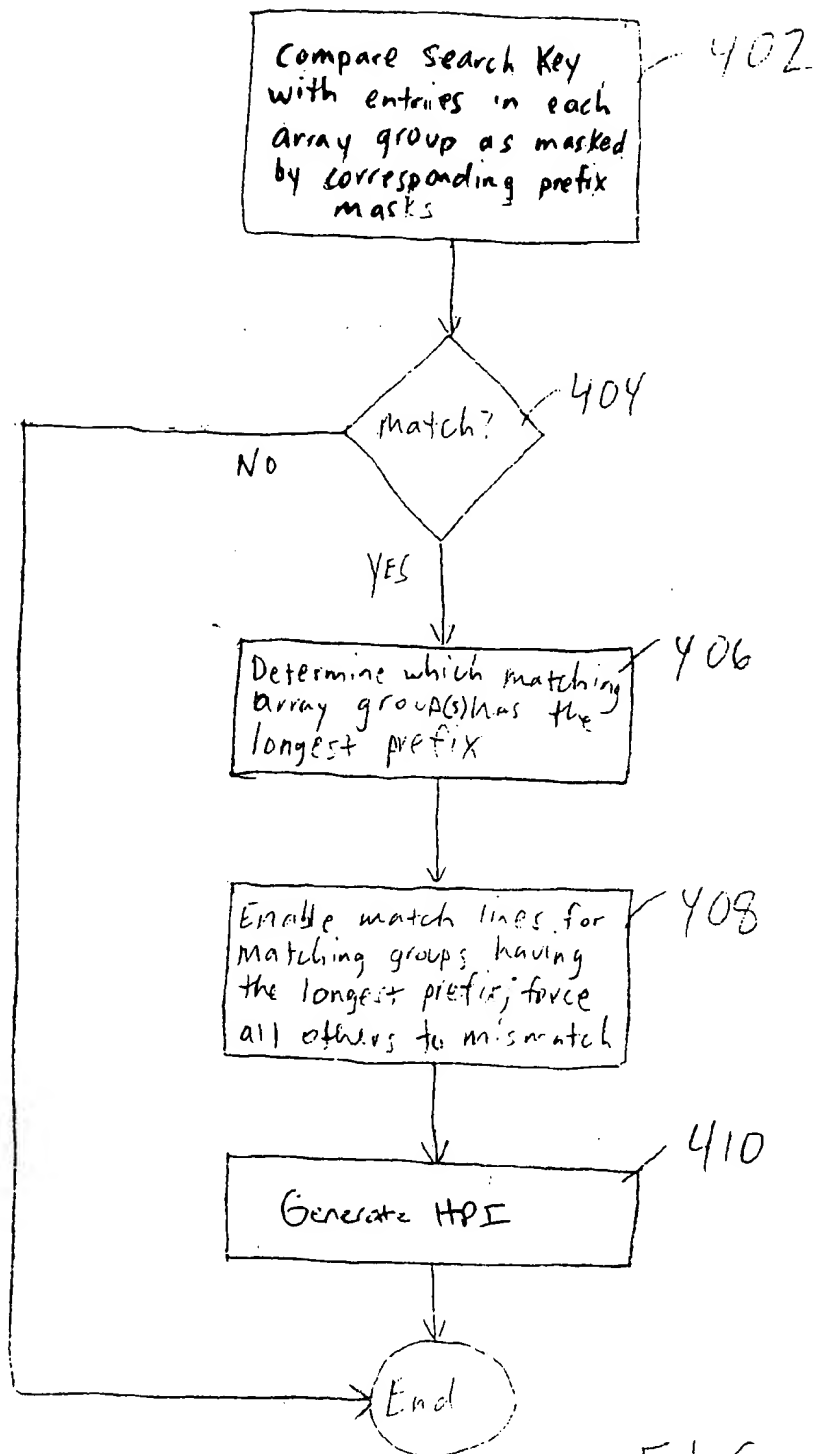 Compare Search Key
with entries in each
array group as masked
by corresponding prefix
masks
402
match?
404
NO
YES
Determine which matching
array group(s) has the
longest prefix
406
Enable match lines for
matching groups having
the longest prefix; force
all others to mismatch
408
Generate HPI
410
End